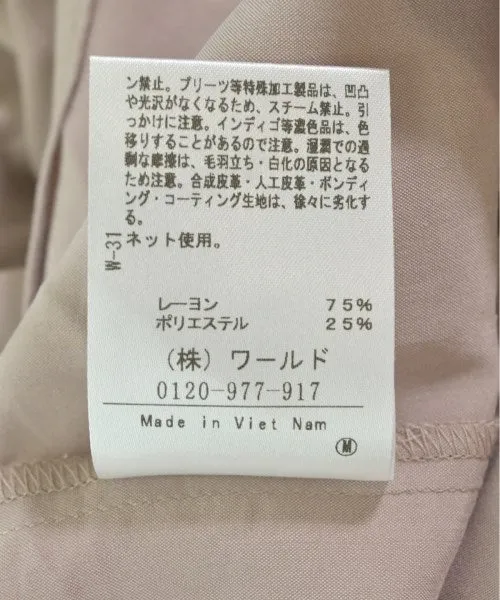 ン禁止。プリーツ等特殊加工製品は、凹凸
や光沢がなくなるため、スチーム禁止。引
っかけに注意。インディゴ等濃色品は、色
移りすることがあるので注意。湿潤での過
剰な摩擦は、毛羽立ち・白化の原因となる
ため注意。合成皮革・人工皮革・ボンディ
ング・コーティング生地は、徐々に劣化す
る。
ネット使用。
W-31
レーヨン 75%
ポリエステル 25%
(株) ワールド
0120-977-917
Made in Viet Nam
M